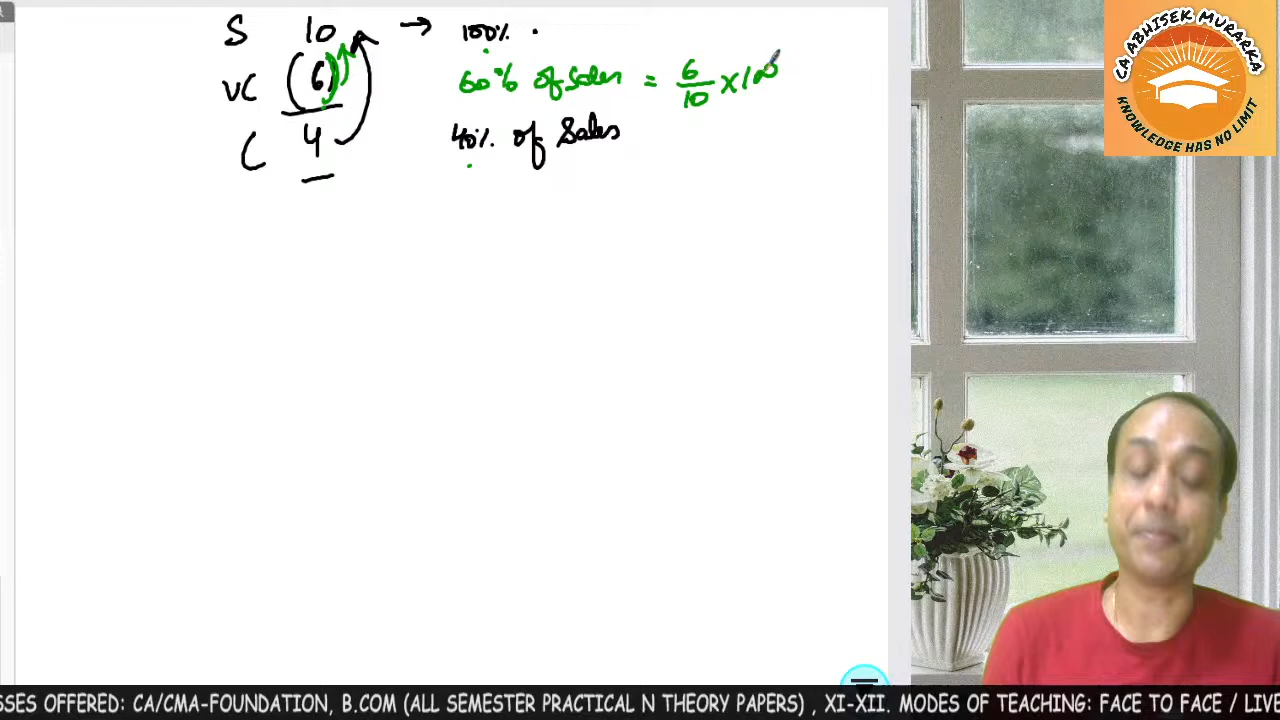 S 10 → 100% .
VC (6) 60% of Sales = 6/10 × 100
C 4 40% of Sales
CA ABHISEK MURARKA
KNOWLEDGE HAS NO LIMIT
SSES OFFERED: CA/CMA-FOUNDATION, B.COM (ALL SEMESTER PRACTICAL N THEORY PAPERS) , XI-XII. MODES OF TEACHING: FACE TO FACE / LIVE